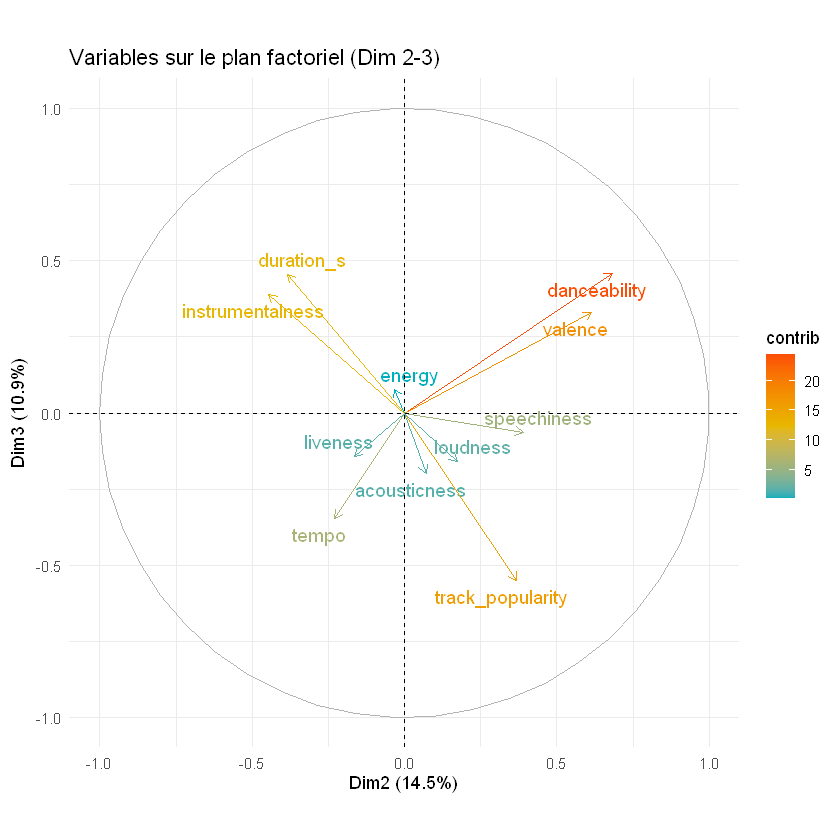 Variables sur le plan factoriel (Dim 2-3)
1.0
duration_s
0.5
danceability
instrumentalness
valence
contrib
energy
20
0.0
speechiness
15
liveness
loudness
10
acousticness
5
Dim3 (10.9%)
tempo
-0.5
track_popularity
-1.0
-1.0
-0.5
0.0
0.5
1.0
Dim2 (14.5%)